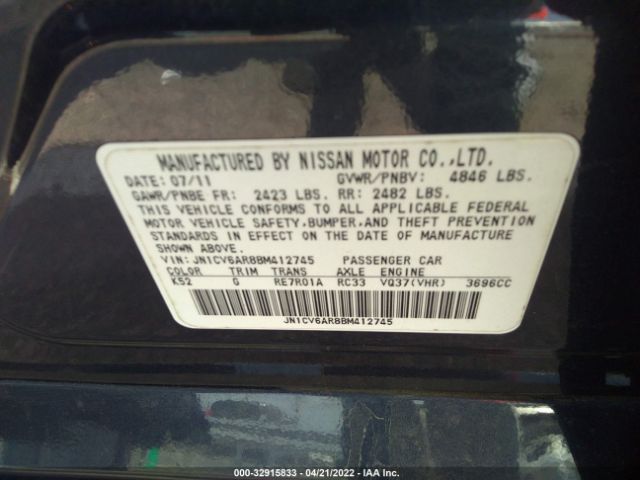 MANUFACTURED BY NISSAN MOTOR CO.,LTD.
DATE: 07/11 GVWR/PNBV: 4846 LBS.
GAWR/PNBE FR: 2423 LBS. RR: 2482 LBS.
THIS VEHICLE CONFORMS TO ALL APPLICABLE FEDERAL
MOTOR VEHICLE SAFETY, BUMPER, AND THEFT PREVENTION
STANDARDS IN EFFECT ON THE DATE OF MANUFACTURE
SHOWN ABOVE.
VIN: JN1CV6AR8BM412745 PASSENGER CAR
COLOR TRIM TRANS AXLE ENGINE
K52 G RE7R01A RC33 VQ37(VHR) 3696CC
JN1CV6AR8BM412745
000-32915833 - 04/21/2022 - IAA Inc.